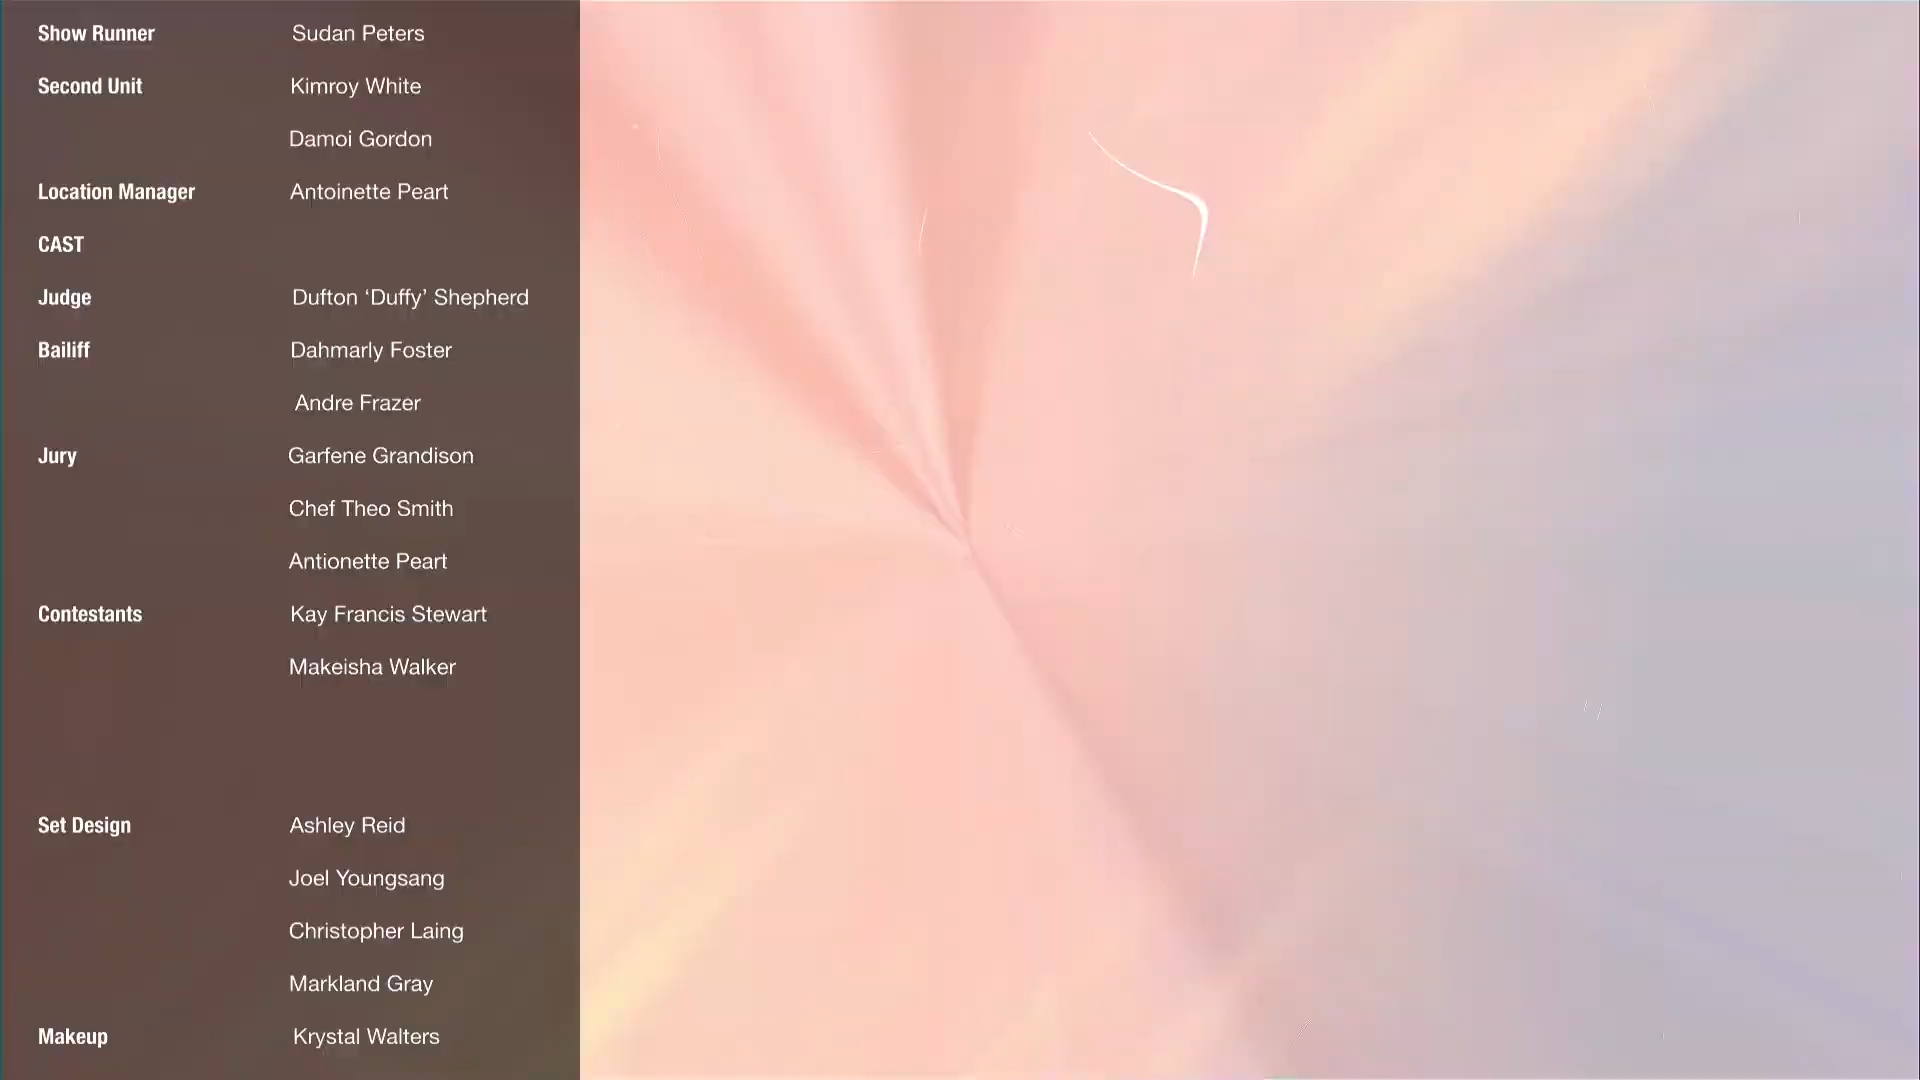 Show Runner Sudan Peters
Second Unit Kimroy White
Damoi Gordon
Location Manager Antoinette Peart
CAST
Judge Dufton ‘Duffy’ Shepherd
Bailiff Dahmarly Foster
Andre Frazer
Jury Garfene Grandison
Chef Theo Smith
Antionette Peart
Contestants Kay Francis Stewart
Makeisha Walker
Set Design Ashley Reid
Joel Youngsang
Christopher Laing
Markland Gray
Makeup Krystal Walters